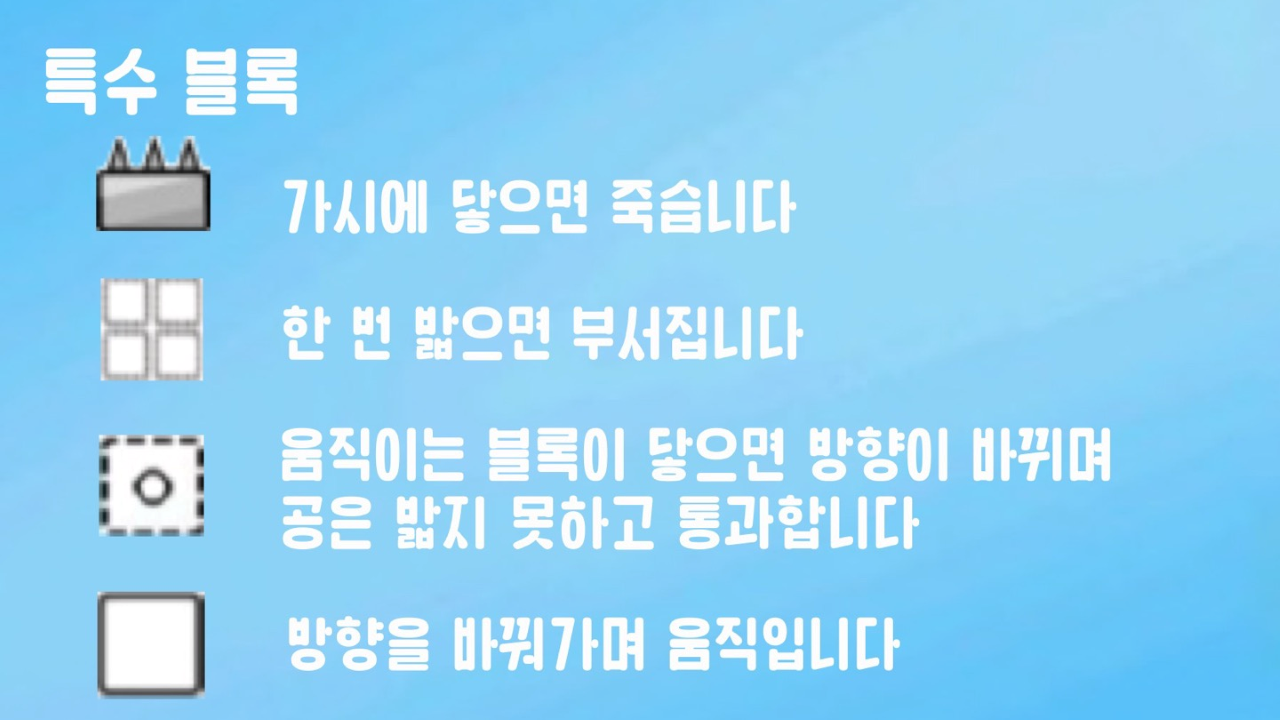 특수 블록
가시에 닿으면 죽습니다
한 번 밟으면 부서집니다
움직이는 블록이 닿으면 방향이 바뀌며
공은 밟지 못하고 통과합니다
방향을 바꿔가며 움직입니다